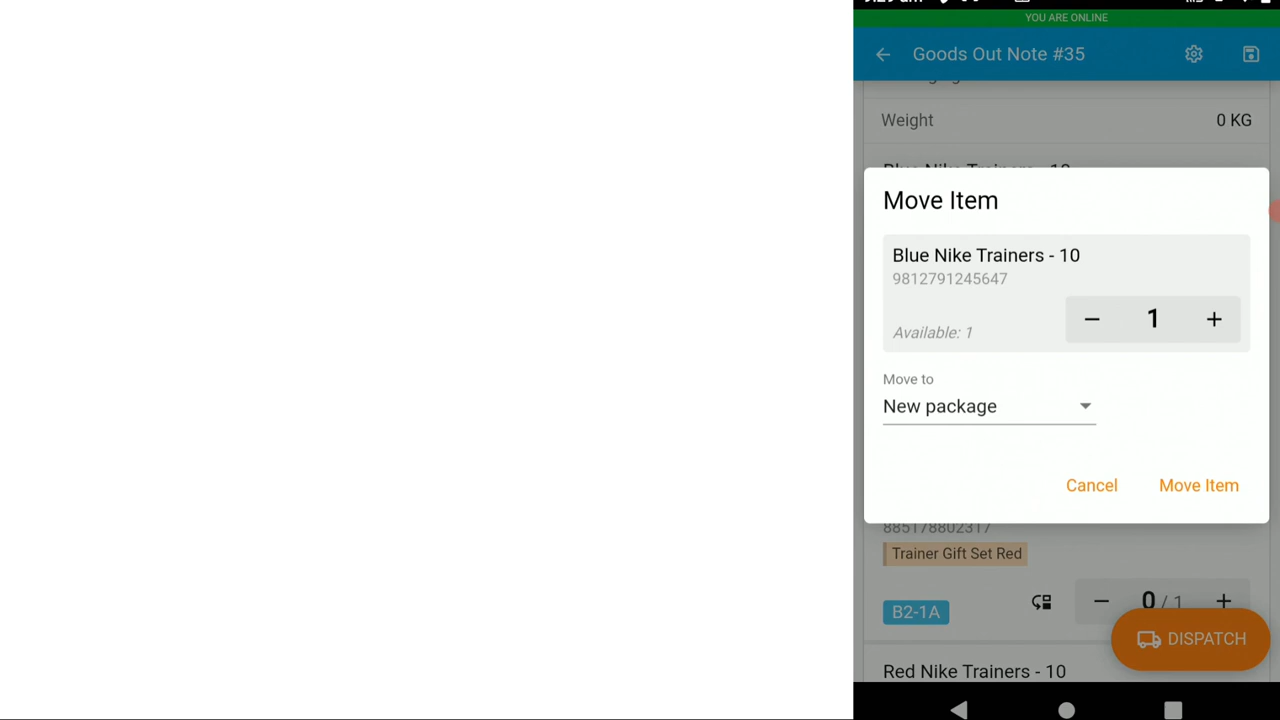 YOU ARE ONLINE
Goods Out Note #35
Weight 0 KG
Move Item
Blue Nike Trainers - 10
9812791245647
Available: 1
− 1 +
Move to
New package
Cancel Move Item
885178802317
Trainer Gift Set Red
B2-1A − 0 / 1 +
DISPATCH
Red Nike Trainers - 10